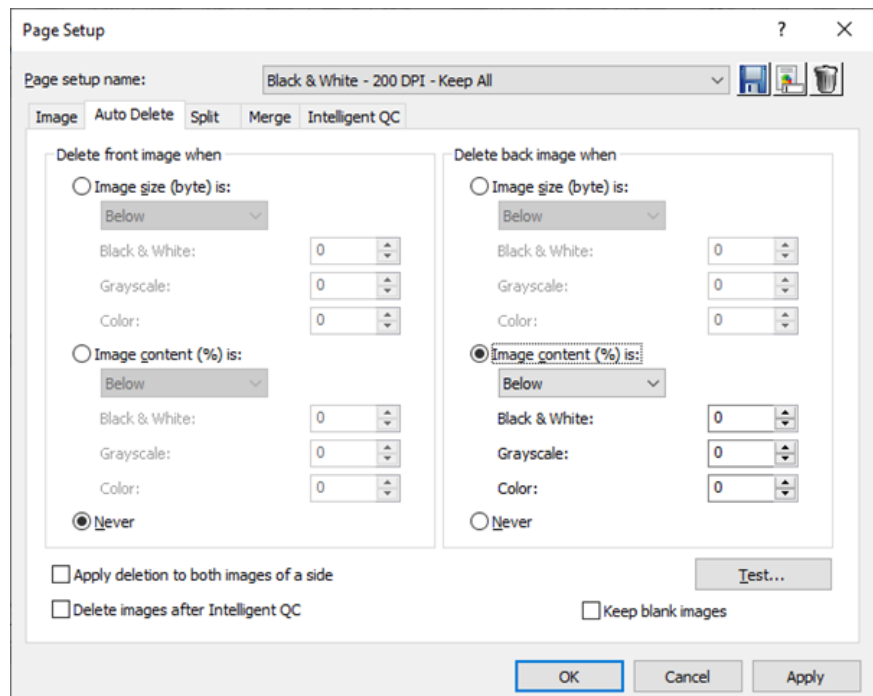 Page Setup
Page setup name: Black & White - 200 DPI - Keep All
Image Auto Delete Split Merge Intelligent QC
Delete front image when
Image size (byte) is:
Below
Black & White: 0
Grayscale: 0
Color: 0
Image content (%) is:
Below
Black & White: 0
Grayscale: 0
Color: 0
Never
Delete back image when
Image size (byte) is:
Below
Black & White: 0
Grayscale: 0
Color: 0
Image content (%) is:
Below
Black & White: 0
Grayscale: 0
Color: 0
Never
Apply deletion to both images of a side
Test...
Delete images after Intelligent QC
Keep blank images
OK Cancel Apply